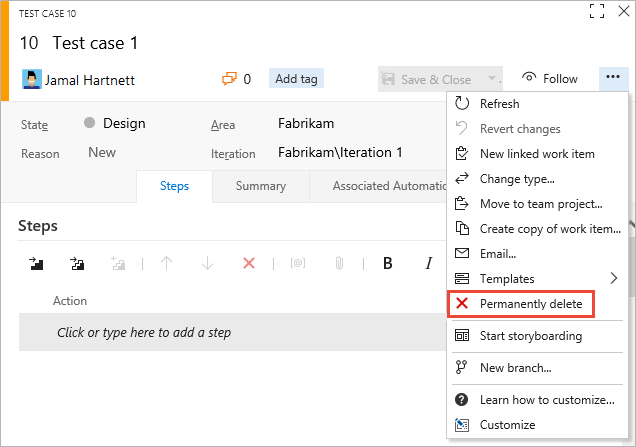 TEST CASE 10
10 Test case 1
Jamal Hartnett
0
Add tag
Save & Close
Follow
State
Design
Area
Fabrikam
Reason
New
Iteration
Fabrikam\Iteration 1
Steps
Summary
Steps
[@]
B
I
Action
Click or type here to add a step
Refresh
Revert changes
New linked work item
Change type...
Move to team project...
Create copy of work item...
Email...
Templates
Permanently delete
Start storyboarding
New branch...
Learn how to customize...
Customize